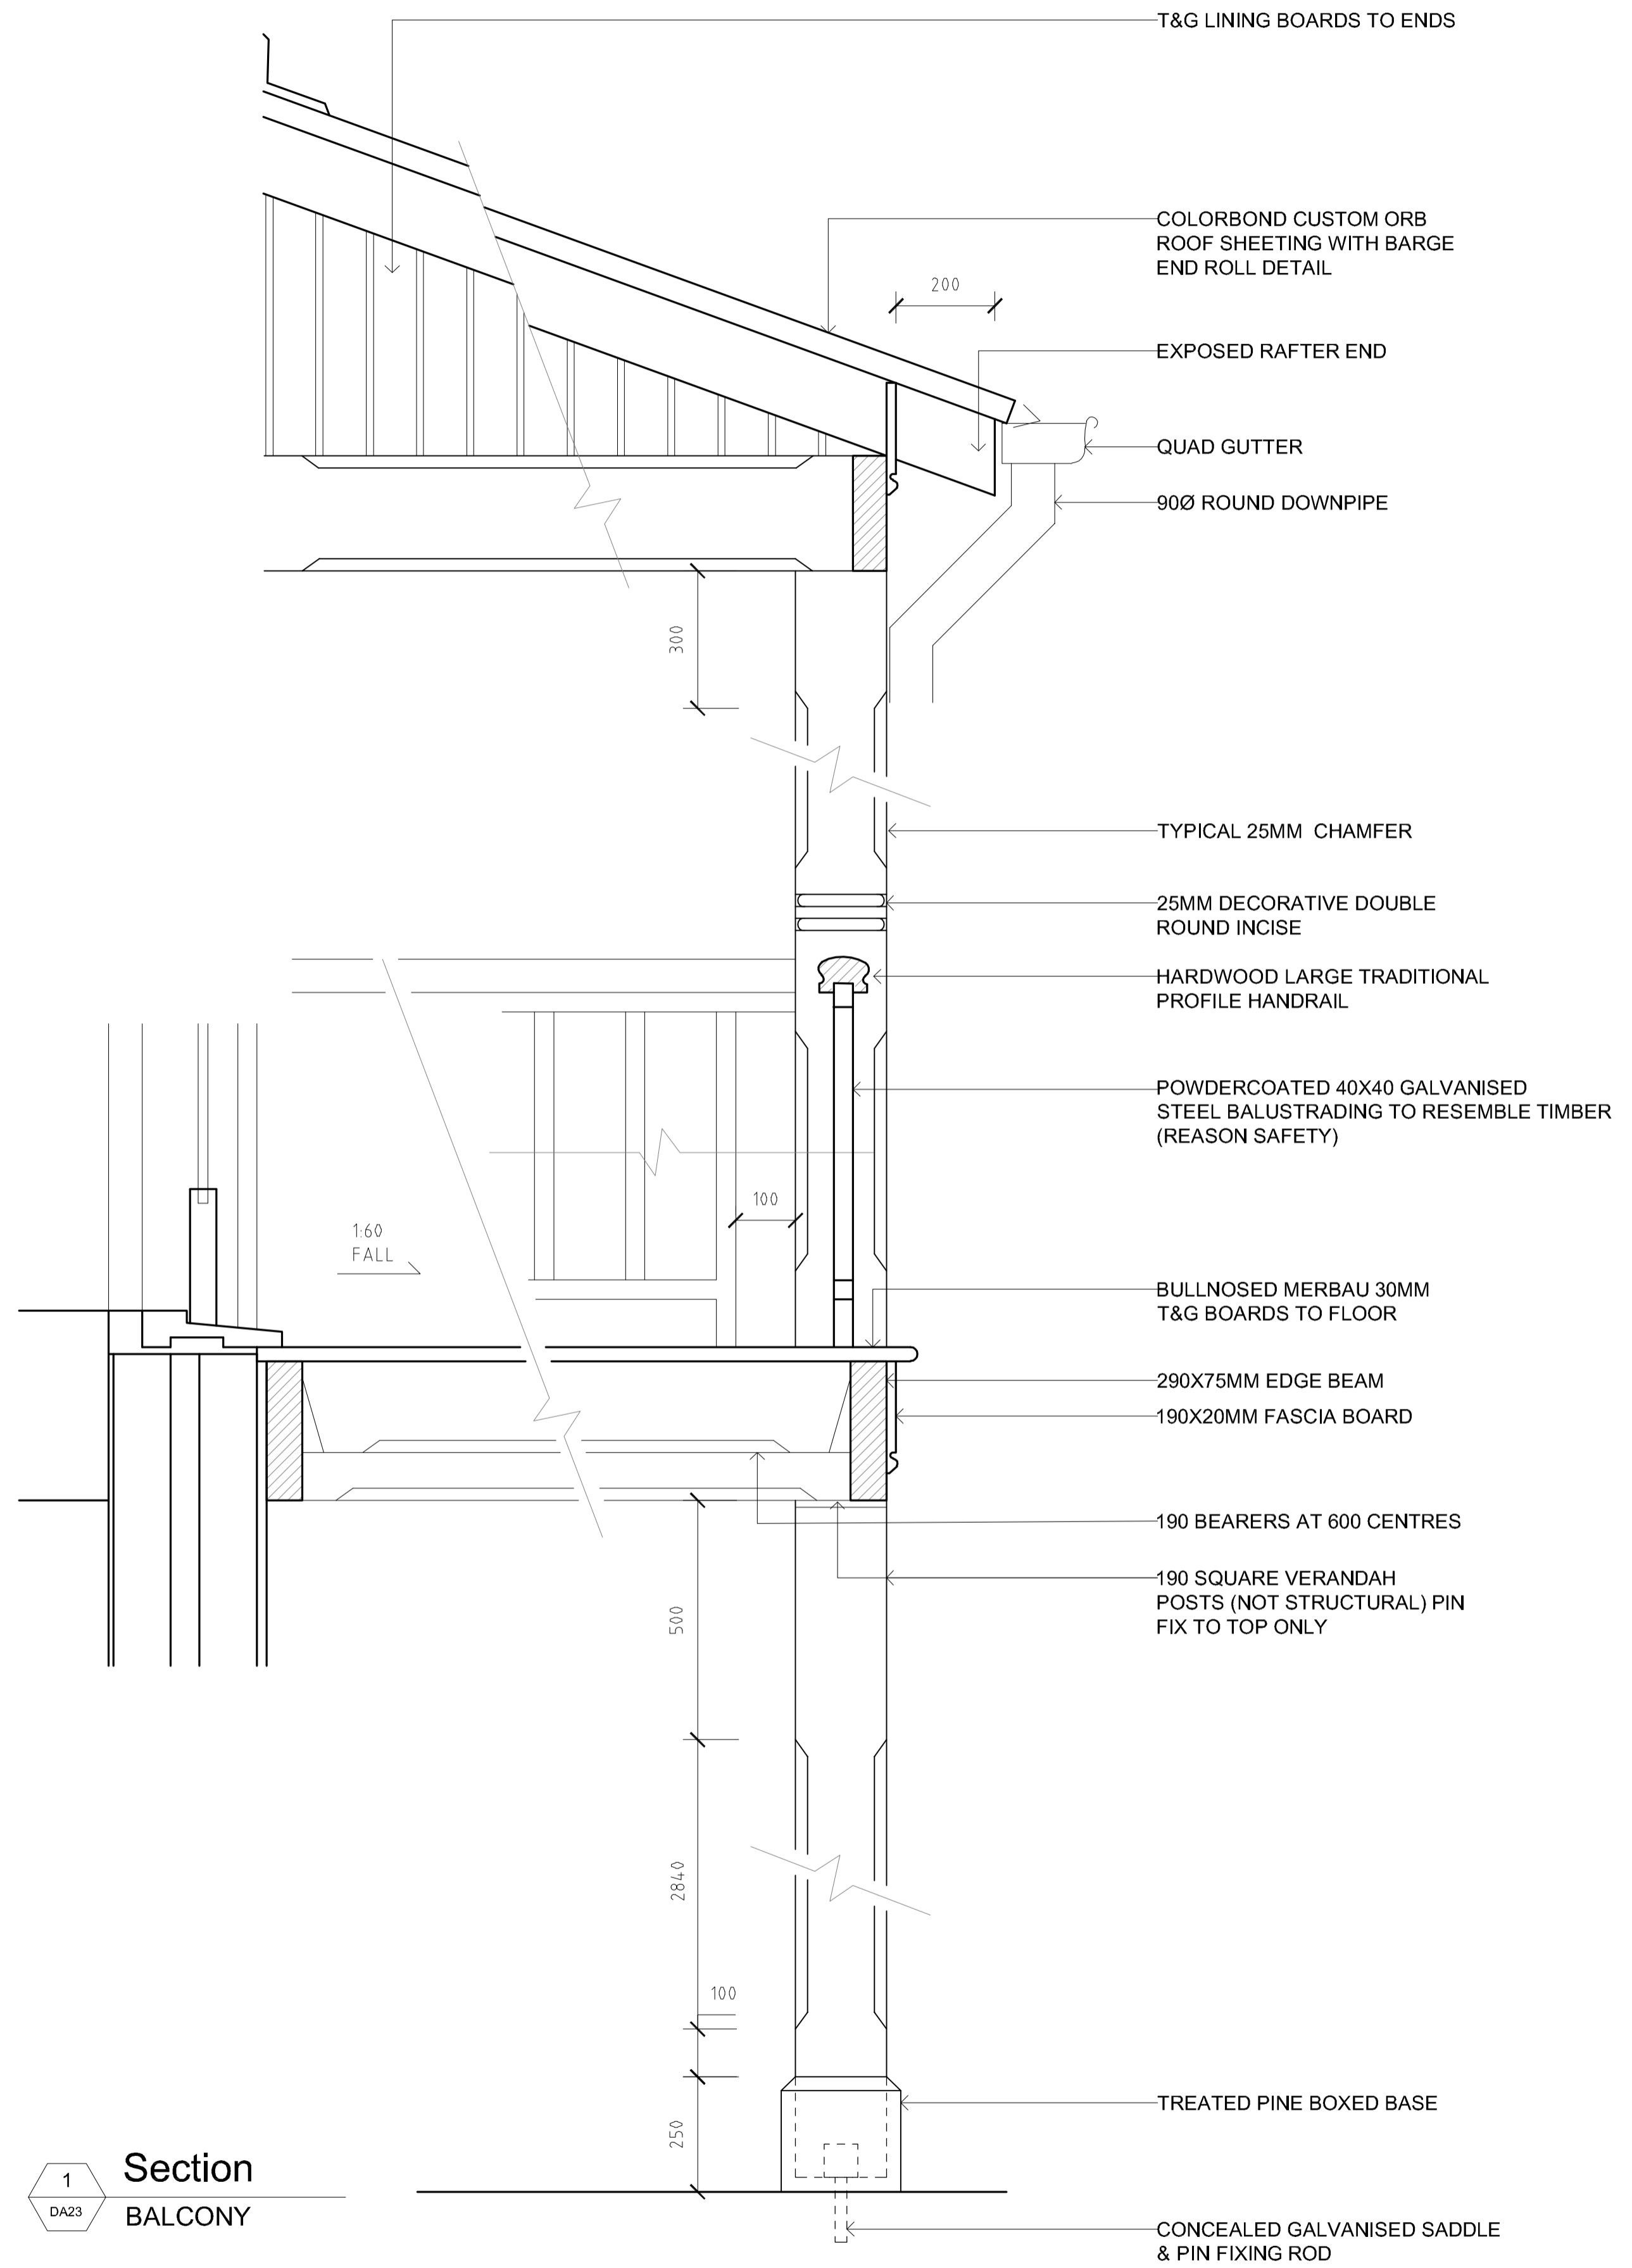 T&G LINING BOARDS TO ENDS
COLORBOND CUSTOM ORB
ROOF SHEETING WITH BARGE
END ROLL DETAIL
200
EXPOSED RAFTER END
QUAD GUTTER
90Ø ROUND DOWNPIPE
300
TYPICAL 25MM CHAMFER
25MM DECORATIVE DOUBLE
ROUND INCISE
HARDWOOD LARGE TRADITIONAL
PROFILE HANDRAIL
POWDERCOATED 40X40 GALVANISED
STEEL BALUSTRADING TO RESEMBLE TIMBER
(REASON SAFETY)
100
1:60
FALL
BULLNOSED MERBAU 30MM
T&G BOARDS TO FLOOR
290X75MM EDGE BEAM
190X20MM FASCIA BOARD
190 BEARERS AT 600 CENTRES
190 SQUARE VERANDAH
POSTS (NOT STRUCTURAL) PIN
FIX TO TOP ONLY
500
2840
100
TREATED PINE BOXED BASE
250
1
DA23
Section
BALCONY
CONCEALED GALVANISED SADDLE
& PIN FIXING ROD